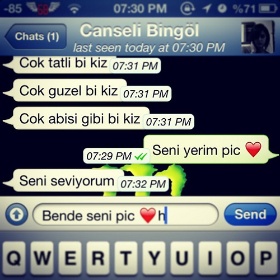 -85 07:30 PM %71
Chats (1) Canseli Bingöl
last seen today at 07:30 PM
Cok tatli bi kiz 07:31 PM
Cok guzel bi kiz 07:31 PM
Cok abisi gibi bi kiz 07:31 PM
Seni yerim pic ❤️
07:29 PM
Seni seviyorum 07:32 PM
Bende seni pic ❤️h Send
Q W E R T Y U I O P